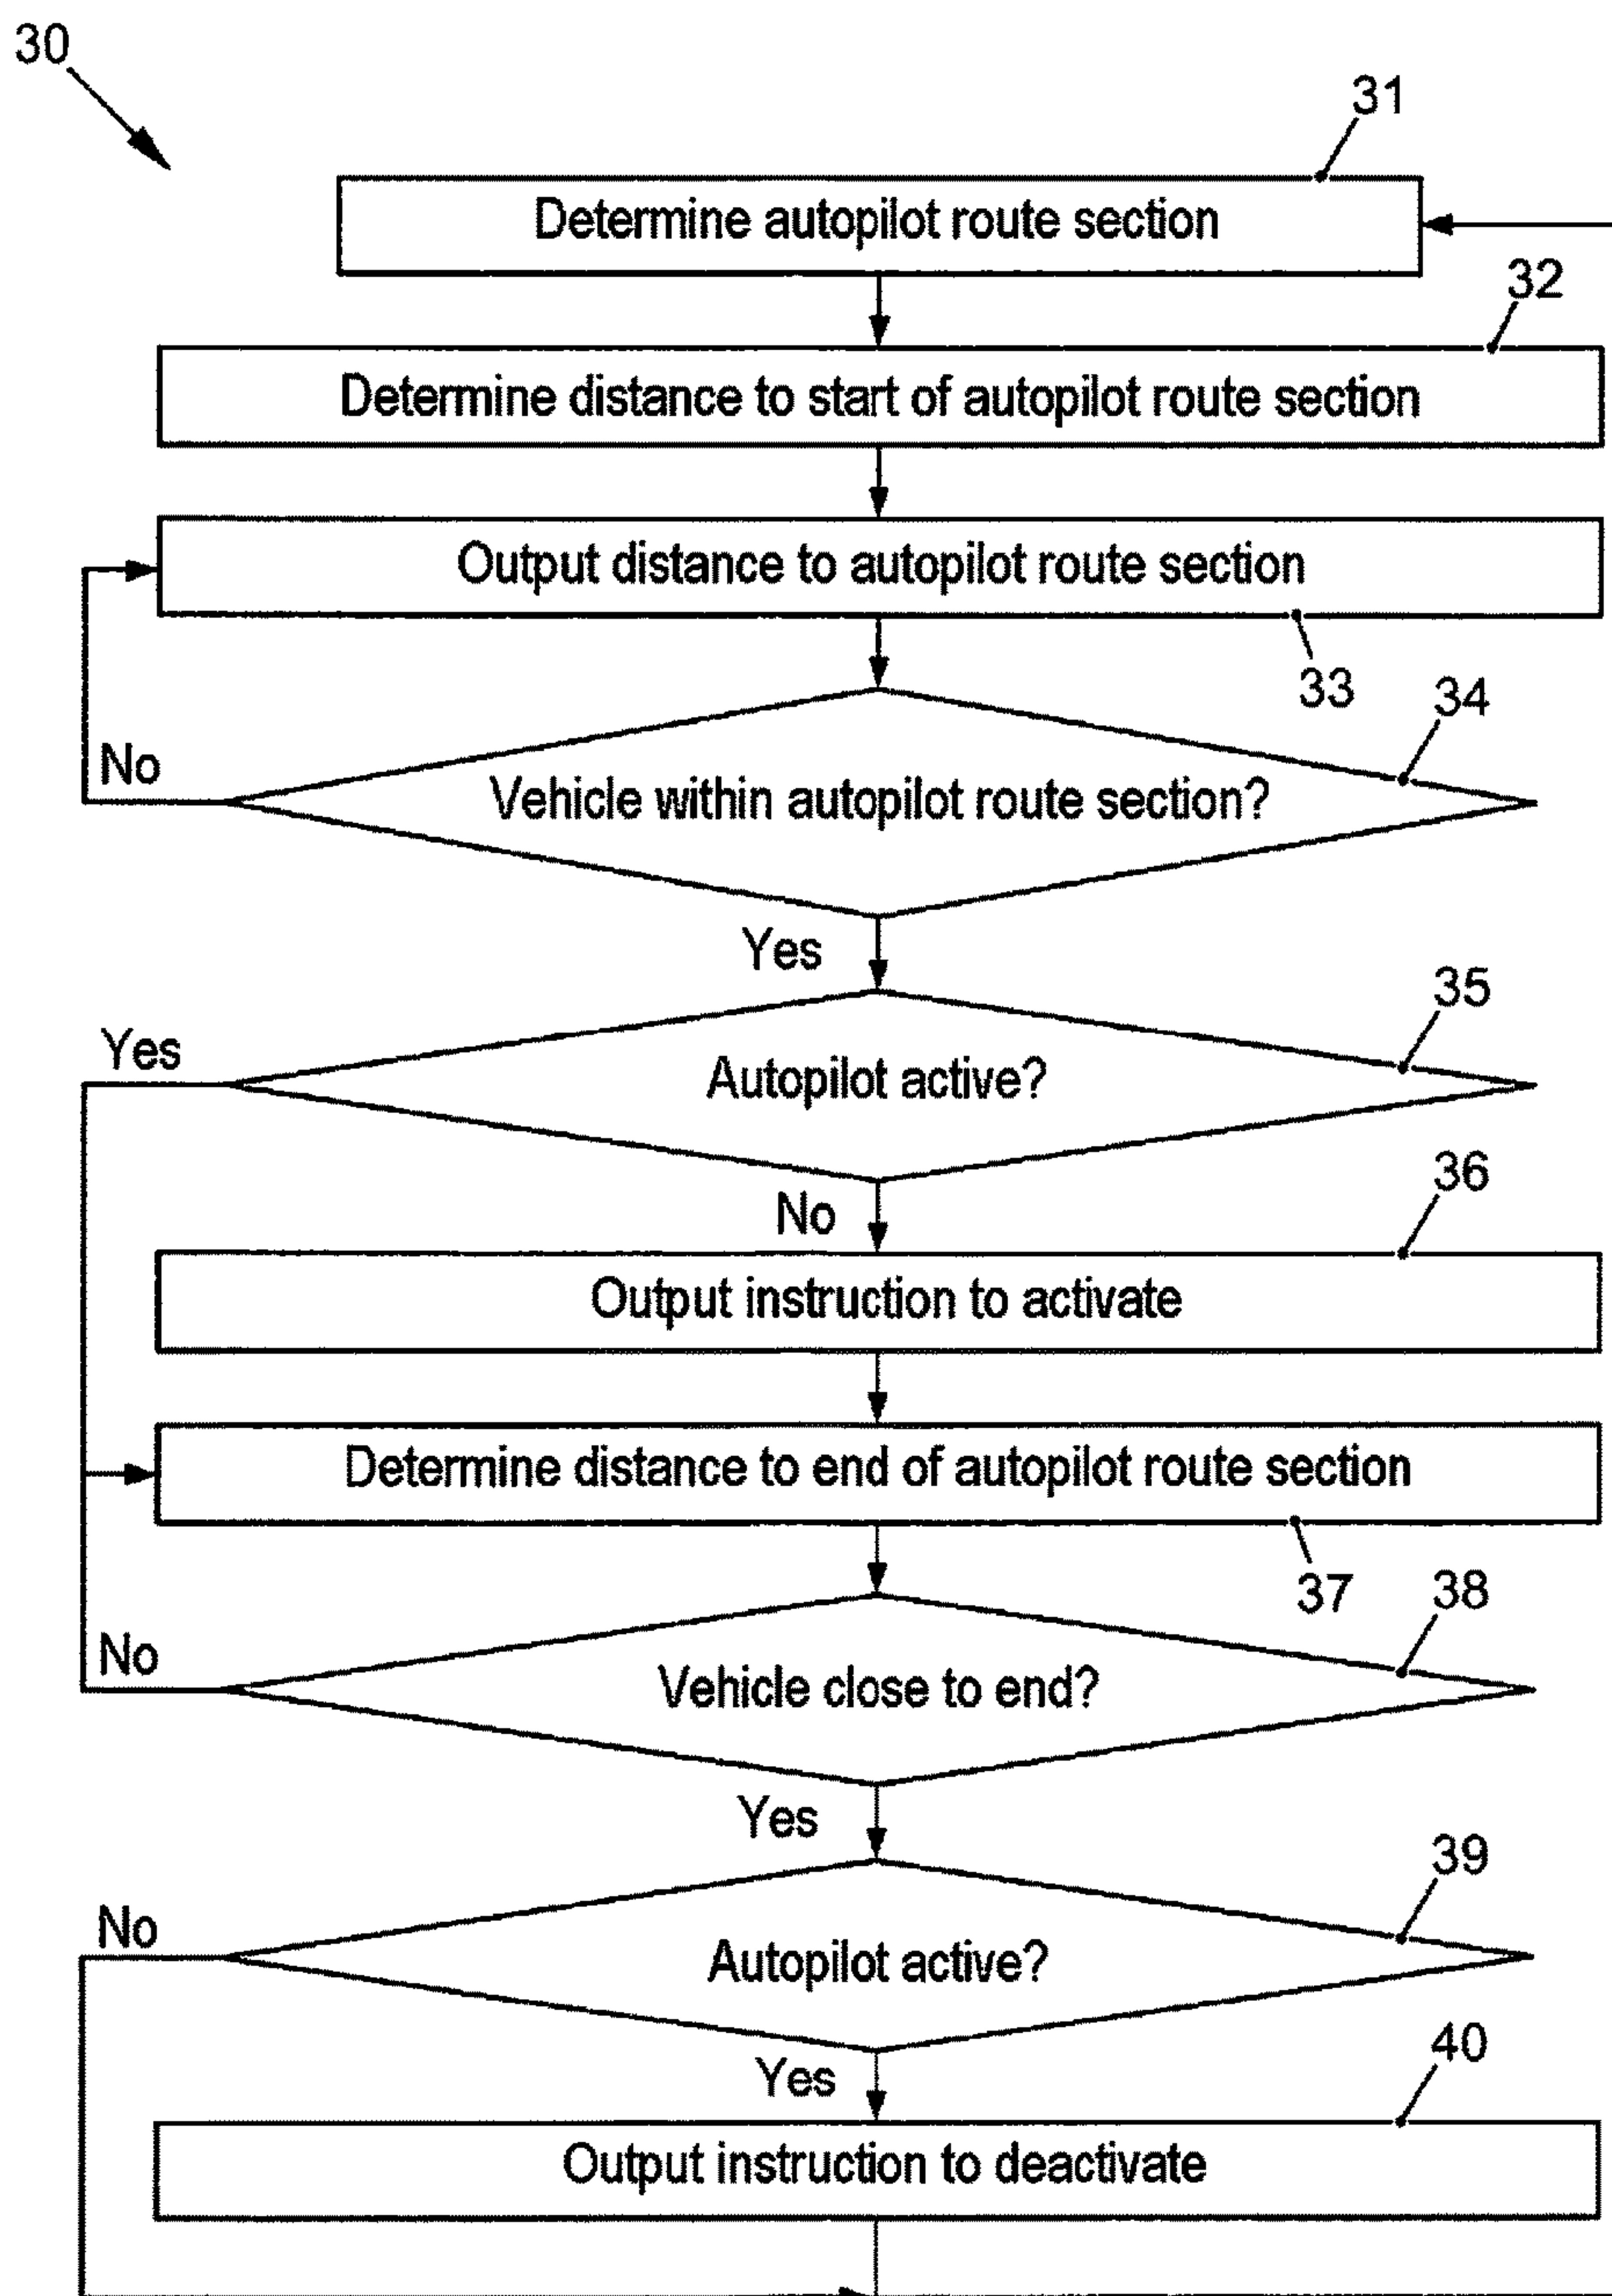 30
31
Determine autopilot route section
32
Determine distance to start of autopilot route section
Output distance to autopilot route section
33
34
No
Vehicle within autopilot route section?
Yes
35
Yes
Autopilot active?
36
No
Output instruction to activate
Determine distance to end of autopilot route section
37
38
No
Vehicle close to end?
Yes
39
No
Autopilot active?
40
Yes
Output instruction to deactivate